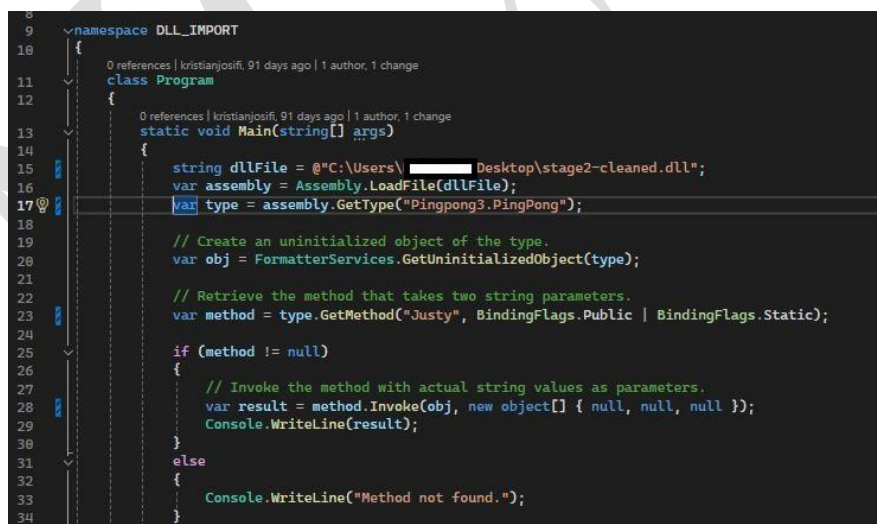 8
9 namespace DLL_IMPORT
10 {
0 references | kristianjosifi, 91 days ago | 1 author, 1 change
11 class Program
12 {
0 references | kristianjosifi, 91 days ago | 1 author, 1 change
13 static void Main(string[] args)
14 {
15 string dllFile = @"C:\Users\ Desktop\stage2-cleaned.dll";
16 var assembly = Assembly.LoadFile(dllFile);
17 var type = assembly.GetType("Pingpong3.PingPong");
18
19 // Create an uninitialized object of the type.
20 var obj = FormatterServices.GetUninitializedObject(type);
21
22 // Retrieve the method that takes two string parameters.
23 var method = type.GetMethod("Justy", BindingFlags.Public | BindingFlags.Static);
24
25 if (method != null)
26 {
27 // Invoke the method with actual string values as parameters.
28 var result = method.Invoke(obj, new object[] { null, null, null });
29 Console.WriteLine(result);
30 }
31 else
32 {
33 Console.WriteLine("Method not found.");
34 }